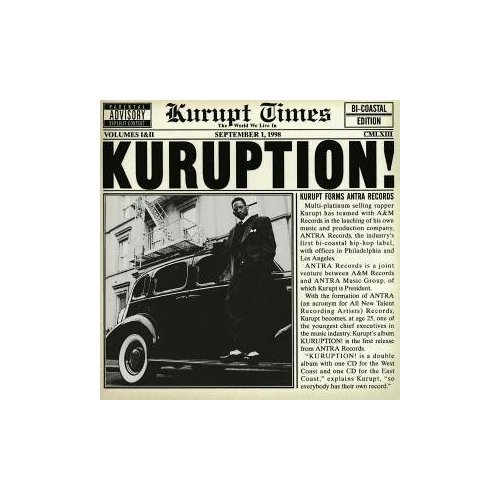 PARENTAL
ADVISORY
EXPLICIT CONTENT
Kurupt Times
The World We Live In
BI-COASTAL
EDITION
VOLUMES I&II
SEPTEMBER 1, 1998
CMLXIII
KURUPTION!
KURUPT FORMS ANTRA RECORDS
Multi-platinum selling rapper
Kurupt has teamed with A&M
Records in the lauching of his own
music and production company,
ANTRA Records, the industry's
first bi-coastal hip-hop label,
with offices in Philadelphia and
Los Angeles.
ANTRA Records is a joint
venture between A&M Records
and ANTRA Music Group, of
which Kurupt is President.
With the formation of ANTRA
(an acronym for All New Talent
Recording Artists) Records,
Kurupt becomes, at age 25, one
of the youngest chief executives in
the music industry. Kurupt's album
KURUPTION! is the first release
from ANTRA Records.
"KURUPTION! is a double
album with one CD for the West
Coast and one CD for the East
Coast," explains Kurupt, "so
everybody has their own record."